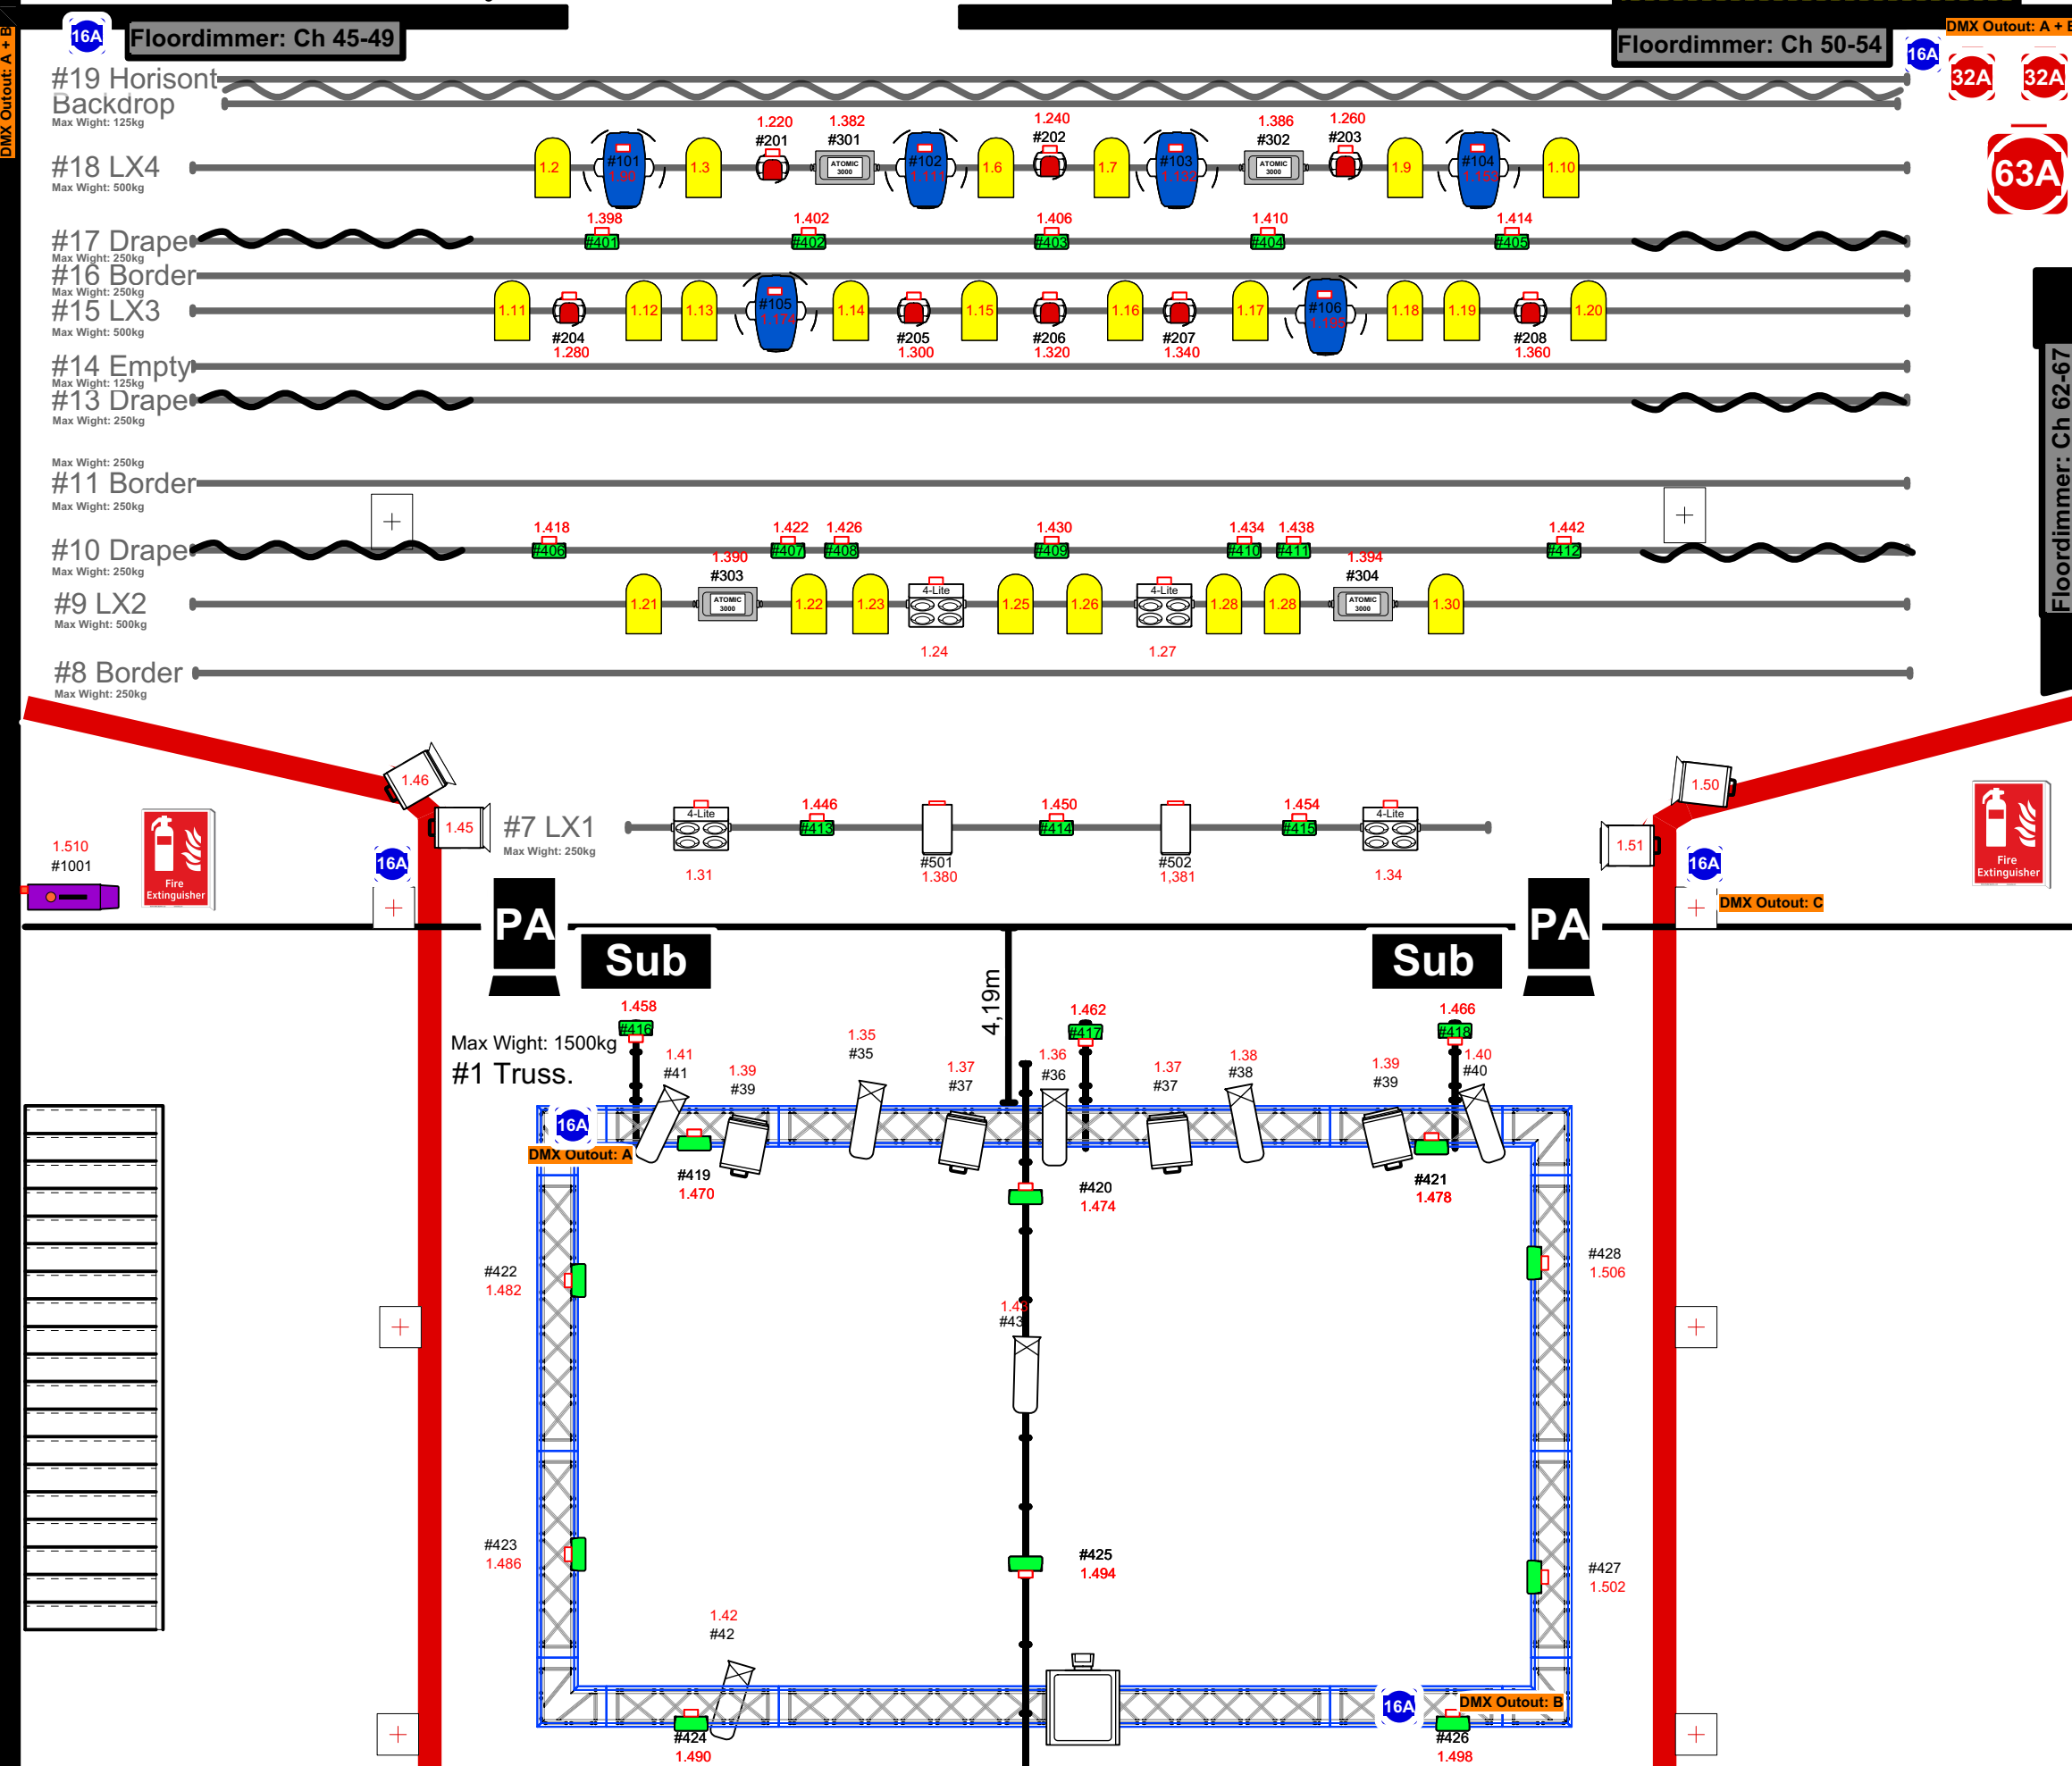 DMX Outout: A + B
16A
Floordimmer: Ch 45-49
Floordimmer: Ch 50-54
16A
DMX Outout: A +
32A
32A
63A
#19 Horisont
Backdrop
Max Wight: 125kg
1.220
#201
1.382
#301
1.240
#202
1.386
#302
1.260
#203
#18 LX4
Max Wight: 500kg
1.2
#101
1.3
ATOMIC
3000
#102
1.6
1.7
#103
ATOMIC
3000
1.9
#104
1.10
1.398
1.402
1.406
1.410
1.414
#17 Drape
Max Wight: 250kg
#401
#402
#403
#404
#405
#16 Border
Max Wight: 250kg
#15 LX3
Max Wight: 500kg
1.11
1.12
1.13
#105
1.14
1.15
1.16
1.17
#106
1.18
1.19
1.20
#204
1.280
#205
1.300
#206
1.320
#207
1.340
#208
1.360
#14 Empty
Max Wight: 125kg
#13 Drape
Max Wight: 250kg
Floordimmer: Ch 62-67
Max Wight: 250kg
#11 Border
Max Wight: 250kg
1.418
1.422
1.426
1.430
1.434
1.438
1.442
#10 Drape
Max Wight: 250kg
#406
#407
#408
#409
#410
#411
#412
1.390
#303
1.394
#304
#9 LX2
Max Wight: 500kg
1.21
ATOMIC
3000
1.22
1.23
4-Lite
1.25
1.26
4-Lite
1.28
1.28
ATOMIC
3000
1.30
1.24
1.27
#8 Border
Max Wight: 250kg
1.46
1.45
1.50
1.51
#7 LX1
Max Wight: 250kg
4-Lite
1.31
1.446
#413
#501
1.380
1.450
#414
#502
1,381
1.454
#415
4-Lite
1.34
1.510
#1001
Fire
Extinguisher
16A
16A
DMX Outout: C
Fire
Extinguisher
PA
Sub
Sub
PA
4,19m
Max Wight: 1500kg
#1 Truss.
1.458
#416
1.462
#417
1.466
#418
1.41
#41
1.39
#39
1.35
#35
1.37
#37
1.36
#36
1.37
#37
1.38
#38
1.39
#39
1.40
#40
16A
DMX Outout: A
#419
1.470
#420
1.474
#421
1.478
#422
1.482
#428
1.506
#43
#423
1.486
#425
1.494
#427
1.502
1.42
#42
16A
DMX Outout: B
#424
1.490
#426
1.498